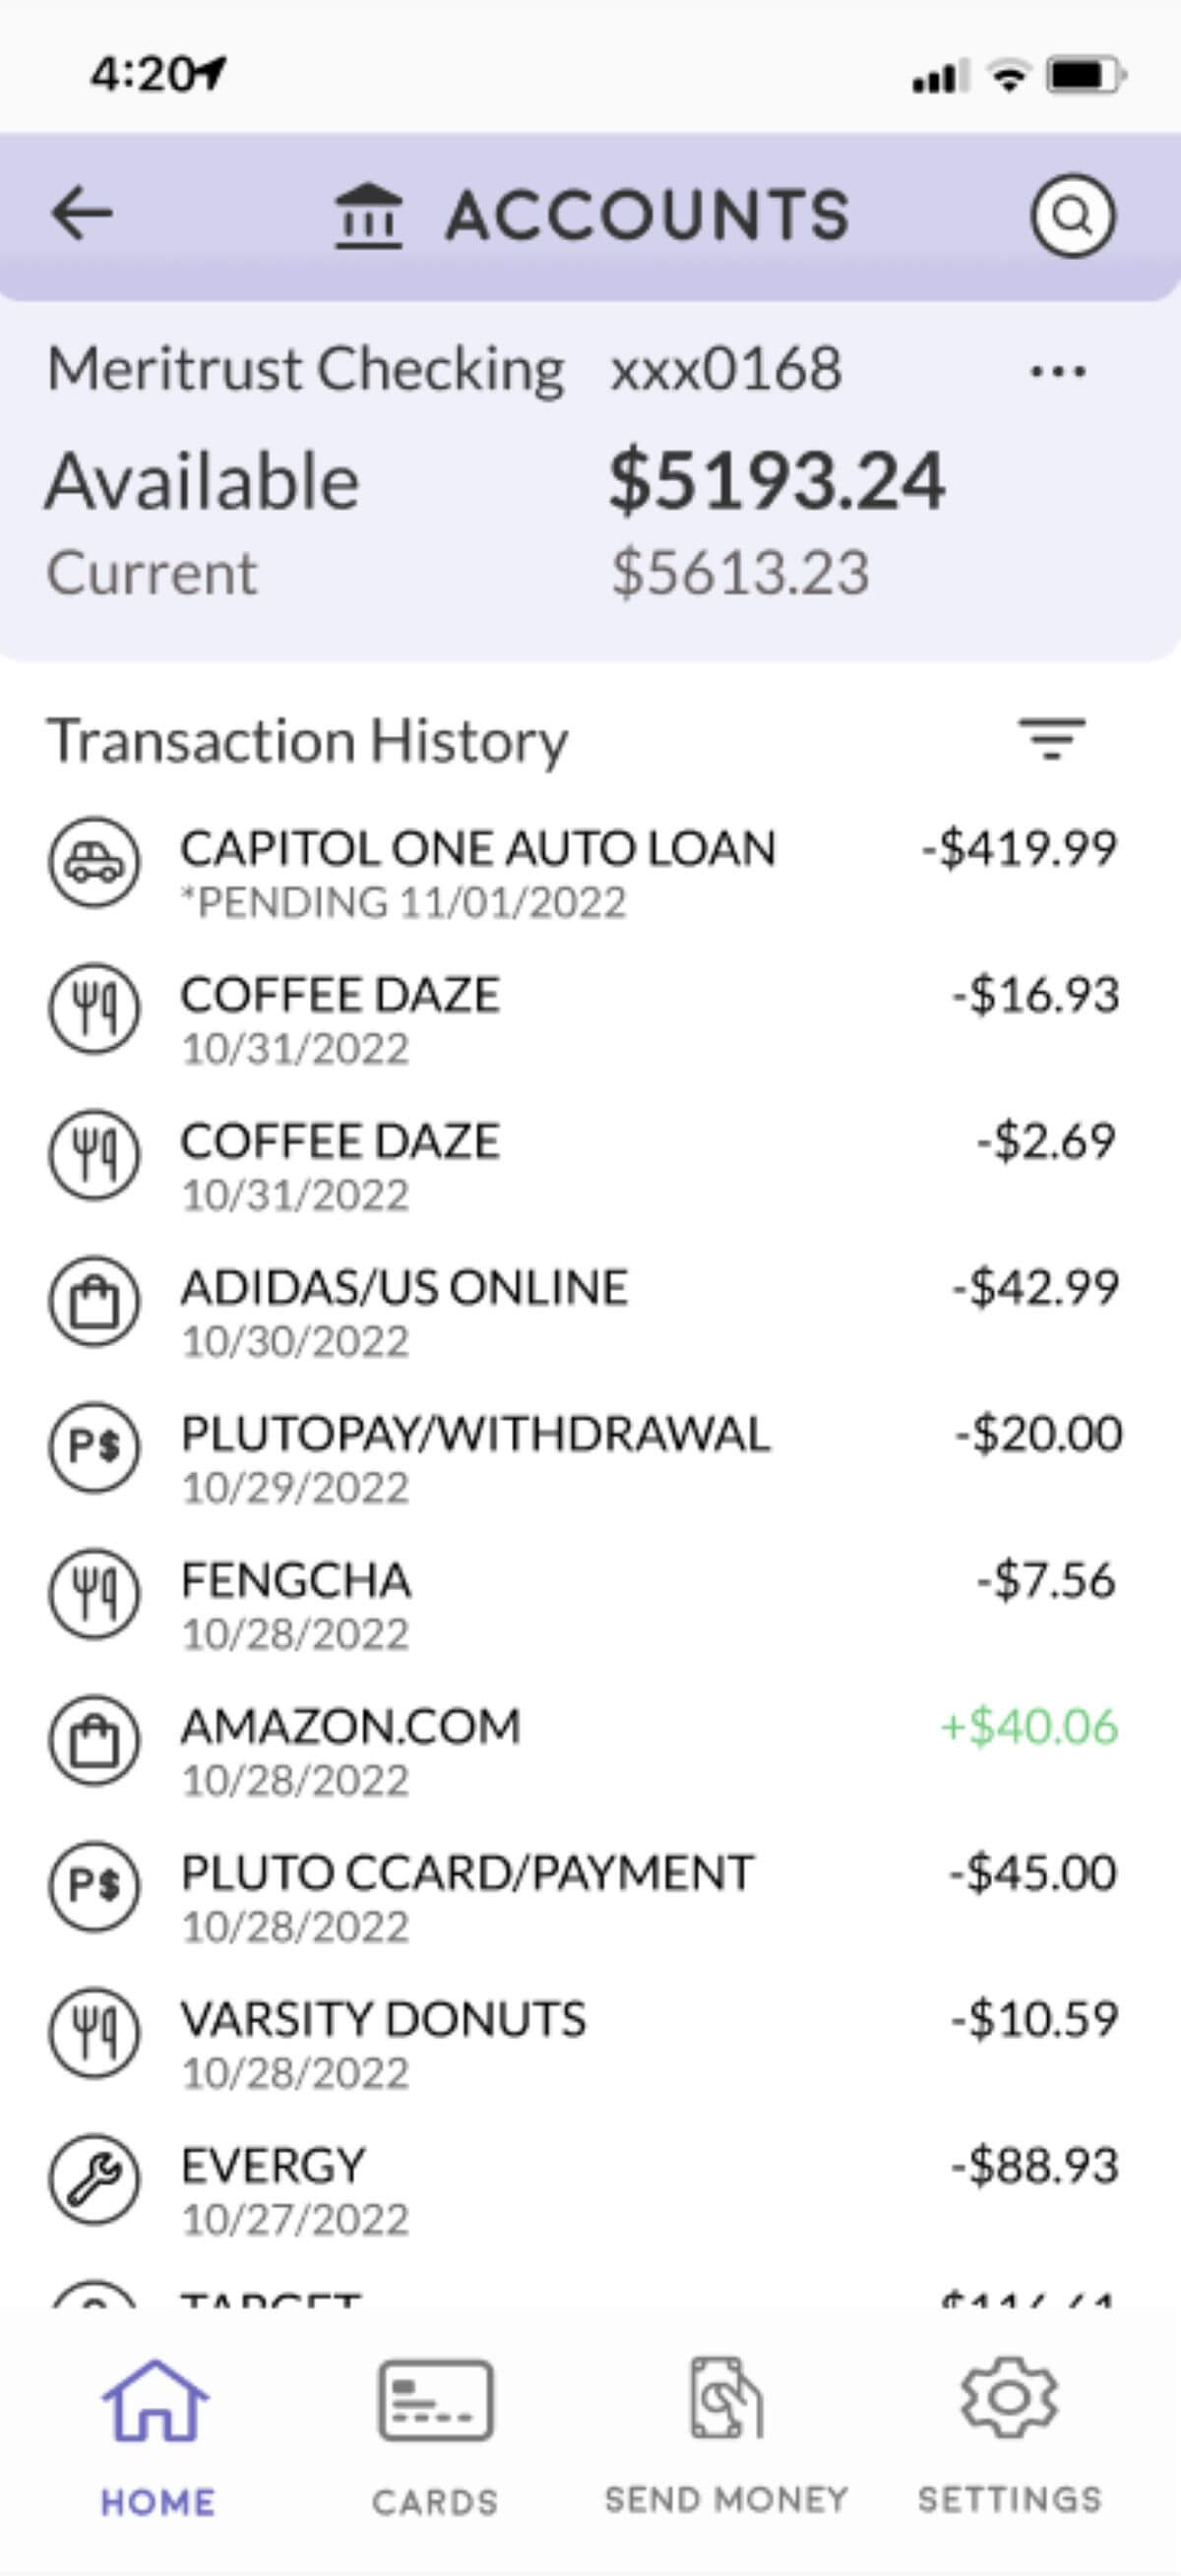 4:20
ACCOUNTS
Meritrust Checking xxx0168 ...
Available $5193.24
Current $5613.23
Transaction History
CAPITOL ONE AUTO LOAN -$419.99
*PENDING 11/01/2022
COFFEE DAZE -$16.93
10/31/2022
COFFEE DAZE -$2.69
10/31/2022
ADIDAS/US ONLINE -$42.99
10/30/2022
P$ PLUTOPAY/WITHDRAWAL -$20.00
10/29/2022
FENGCHA -$7.56
10/28/2022
AMAZON.COM +$40.06
10/28/2022
P$ PLUTO CCARD/PAYMENT -$45.00
10/28/2022
VARSITY DONUTS -$10.59
10/28/2022
EVERGY -$88.93
10/27/2022
TARGET
HOME CARDS SEND MONEY SETTINGS